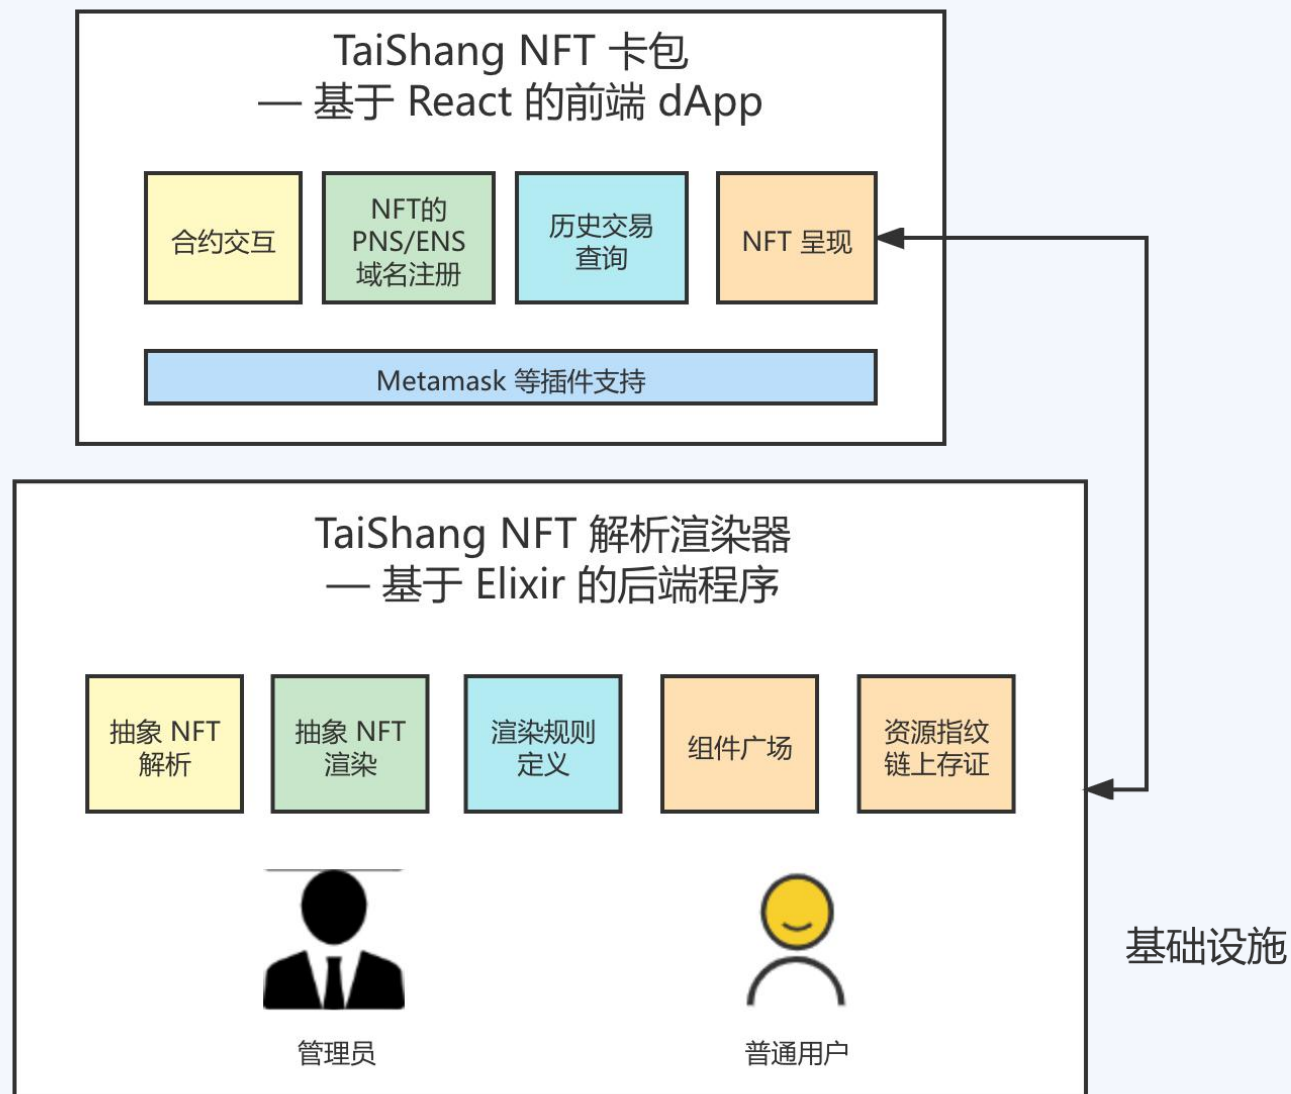 TaiShang NFT 卡包
— 基于 React 的前端 dApp
合约交互
NFT的
PNS/ENS
域名注册
历史交易
查询
NFT 呈现
Metamask 等插件支持
TaiShang NFT 解析渲染器
— 基于 Elixir 的后端程序
抽象 NFT
解析
抽象 NFT
渲染
渲染规则
定义
组件广场
资源指纹
链上存证
管理员
普通用户
基础设施